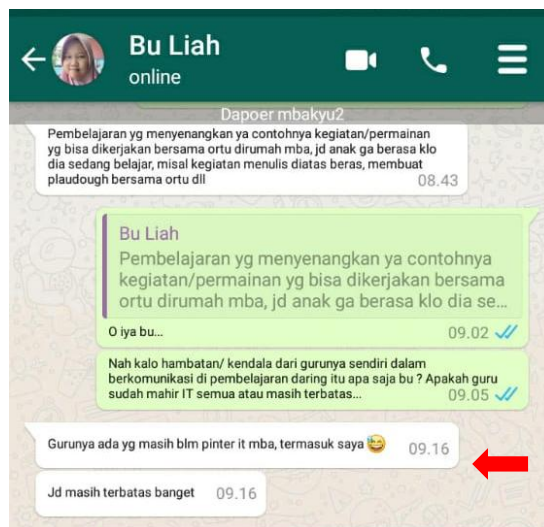 Bu Liah
online
Dapoer mbakyu2
Pembelajaran yg menyenangkan ya contohnya kegiatan/permainan
yg bisa dikerjakan bersama ortu dirumah mba, jd anak ga berasa klo
dia sedang belajar, misal kegiatan menulis diatas beras, membuat
plaudough bersama ortu dll
08.43
Bu Liah
Pembelajaran yg menyenangkan ya contohnya
kegiatan/permainan yg bisa dikerjakan bersama
ortu dirumah mba, jd anak ga berasa klo dia se...
O iya bu... 09.02
Nah kalo hambatan/ kendala dari gurunya sendiri dalam
berkomunikasi di pembelajaran daring itu apa saja bu ? Apakah guru
sudah mahir IT semua atau masih terbatas... 09.05
Gurunya ada yg masih blm pinter it mba, termasuk saya 😅 09.16
Jd masih terbatas banget 09.16